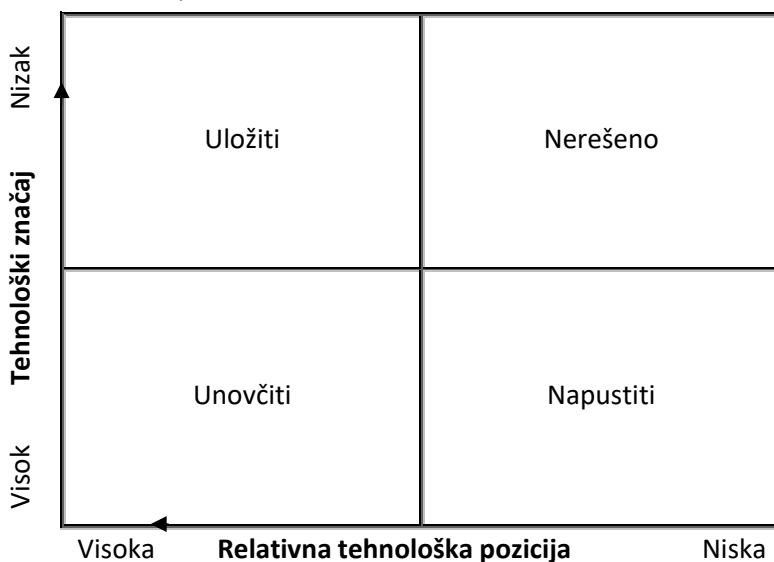 Nizak
Uložiti
Nerešeno
Tehnološki značaj
Unovčiti
Napustiti
Visok
Visoka
Relativna tehnološka pozicija
Niska